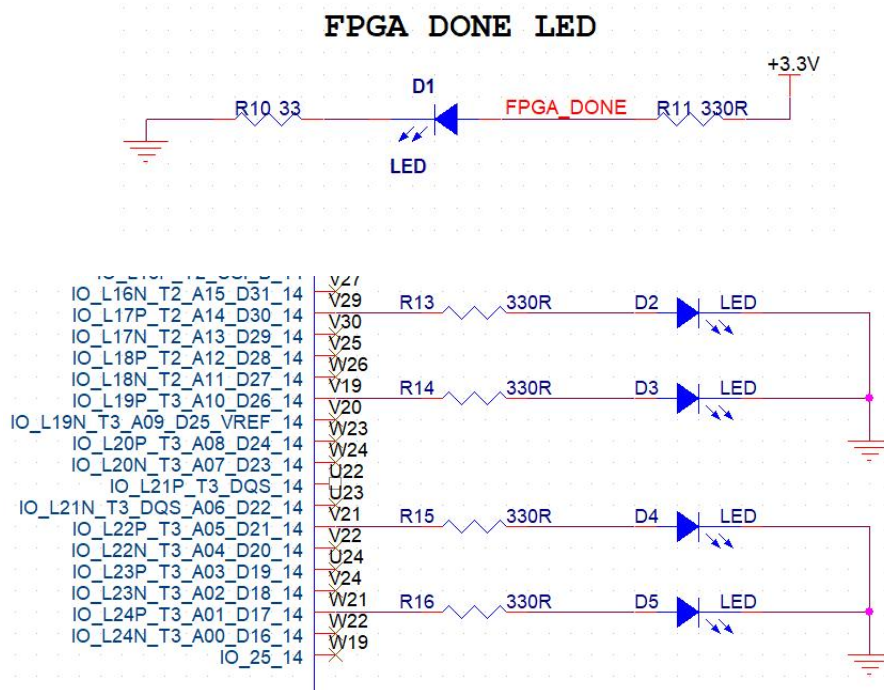 FPGA DONE LED
+3.3V
D1
R10 33
FPGA_DONE
R11 330R
LED
V27
IO_L16N_T2_A15_D31_14
V29
R13 330R D2 LED
IO_L17P_T2_A14_D30_14
V30
IO_L17N_T2_A13_D29_14
V25
IO_L18P_T2_A12_D28_14
W26
IO_L18N_T2_A11_D27_14
V19
R14 330R D3 LED
IO_L19P_T3_A10_D26_14
V20
IO_L19N_T3_A09_D25_VREF_14
W23
IO_L20P_T3_A08_D24_14
W24
IO_L20N_T3_A07_D23_14
U22
IO_L21P_T3_DQS_14
U23
IO_L21N_T3_DQS_A06_D22_14
V21
R15 330R D4 LED
IO_L22P_T3_A05_D21_14
V22
IO_L22N_T3_A04_D20_14
U24
IO_L23P_T3_A03_D19_14
V24
IO_L23N_T3_A02_D18_14
W21
R16 330R D5 LED
IO_L24P_T3_A01_D17_14
W22
IO_L24N_T3_A00_D16_14
W19
IO_25_14